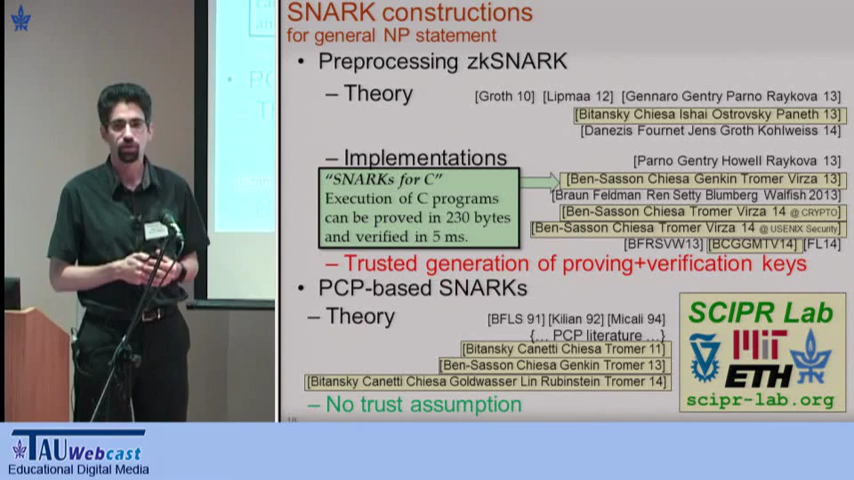 SNARK constructions
for general NP statement
• Preprocessing zkSNARK
– Theory
[Groth 10] [Lipmaa 12] [Gennaro Gentry Parno Raykova 13]
[Bitansky Chiesa Ishai Ostrovsky Paneth 13]
[Danezis Fournet Jens Groth Kohlweiss 14]
– Implementations
[Parno Gentry Howell Raykova 13]
"SNARKs for C"
Execution of C programs
can be proved in 230 bytes
and verified in 5 ms.
[Ben-Sasson Chiesa Genkin Tromer Virza 13]
[Braun Feldman Ren Setty Blumberg Walfish 2013]
[Ben-Sasson Chiesa Tromer Virza 14 @ CRYPTO]
[Ben-Sasson Chiesa Tromer Virza 14 @ USENIX Security]
[BFRSVW13] [BCGGMTV14] [FL14]
– Trusted generation of proving+verification keys
• PCP-based SNARKs
– Theory
[BFLS 91] [Kilian 92] [Micali 94]
{... PCP literature ...}
[Bitansky Canetti Chiesa Tromer 11]
[Ben-Sasson Chiesa Genkin Tromer 13]
[Bitansky Canetti Chiesa Goldwasser Lin Rubinstein Tromer 14]
– No trust assumption
SCIPR Lab
MIT
ETH
scipr-lab.org
TAU Webcast
Educational Digital Media